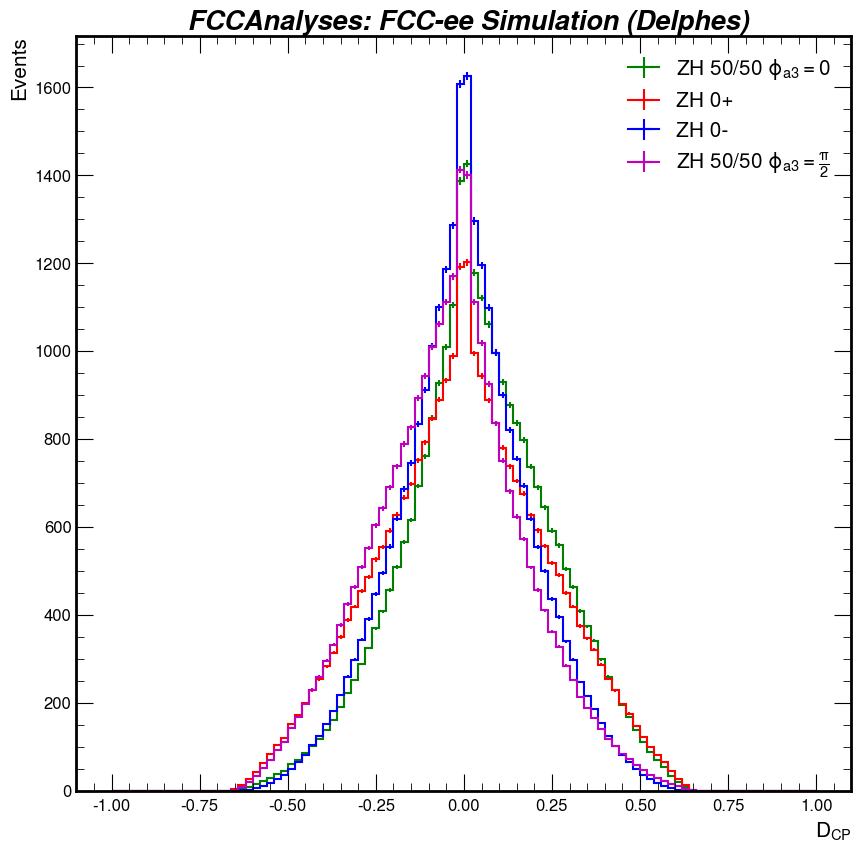 FCCAnalyses: FCC-ee Simulation (Delphes)
Events
1600
1400
1200
1000
800
600
400
200
0
ZH 50/50 ϕa3 = 0
ZH 0+
ZH 0-
ZH 50/50 ϕa3 = π/2
-1.00 -0.75 -0.50 -0.25 0.00 0.25 0.50 0.75 1.00
DCP